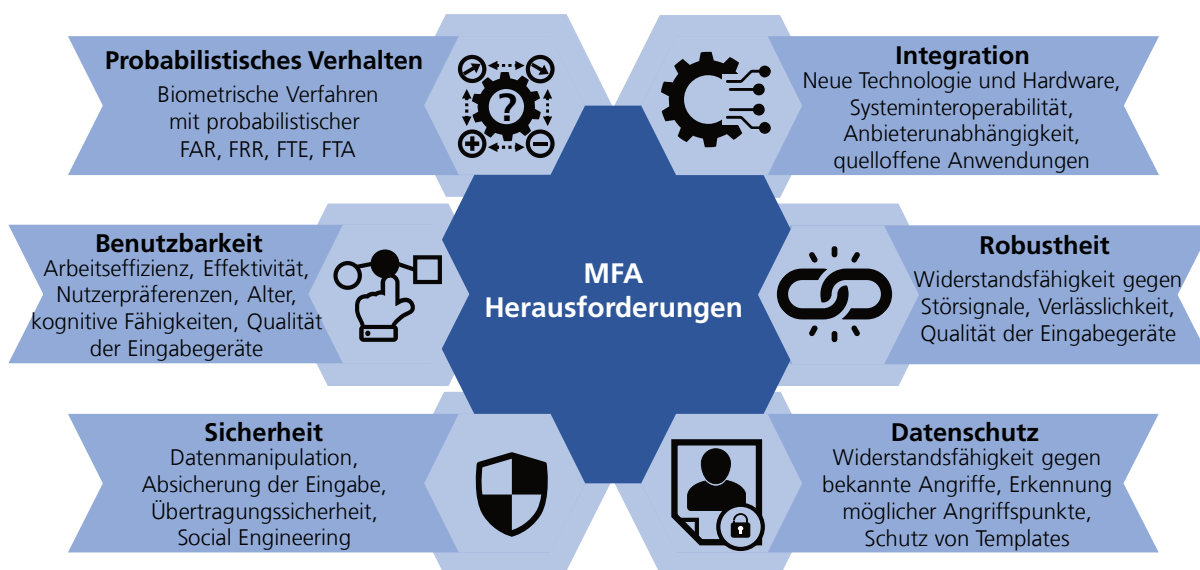 Probabilistisches Verhalten
Biometrische Verfahren
mit probabilistischer
FAR, FRR, FTE, FTA
?
Integration
Neue Technologie und Hardware,
Systeminteroperabilität,
Anbieterunabhängigkeit,
quelloffene Anwendungen
Benutzbarkeit
Arbeitseffizienz, Effektivität,
Nutzerpräferenzen, Alter,
kognitive Fähigkeiten, Qualität
der Eingabegeräte
MFA
Herausforderungen
Robustheit
Widerstandsfähigkeit gegen
Störsignale, Verlässlichkeit,
Qualität der Eingabegeräte
Sicherheit
Datenmanipulation,
Absicherung der Eingabe,
Übertragungssicherheit,
Social Engineering
Datenschutz
Widerstandsfähigkeit gegen
bekannte Angriffe, Erkennung
möglicher Angriffspunkte,
Schutz von Templates